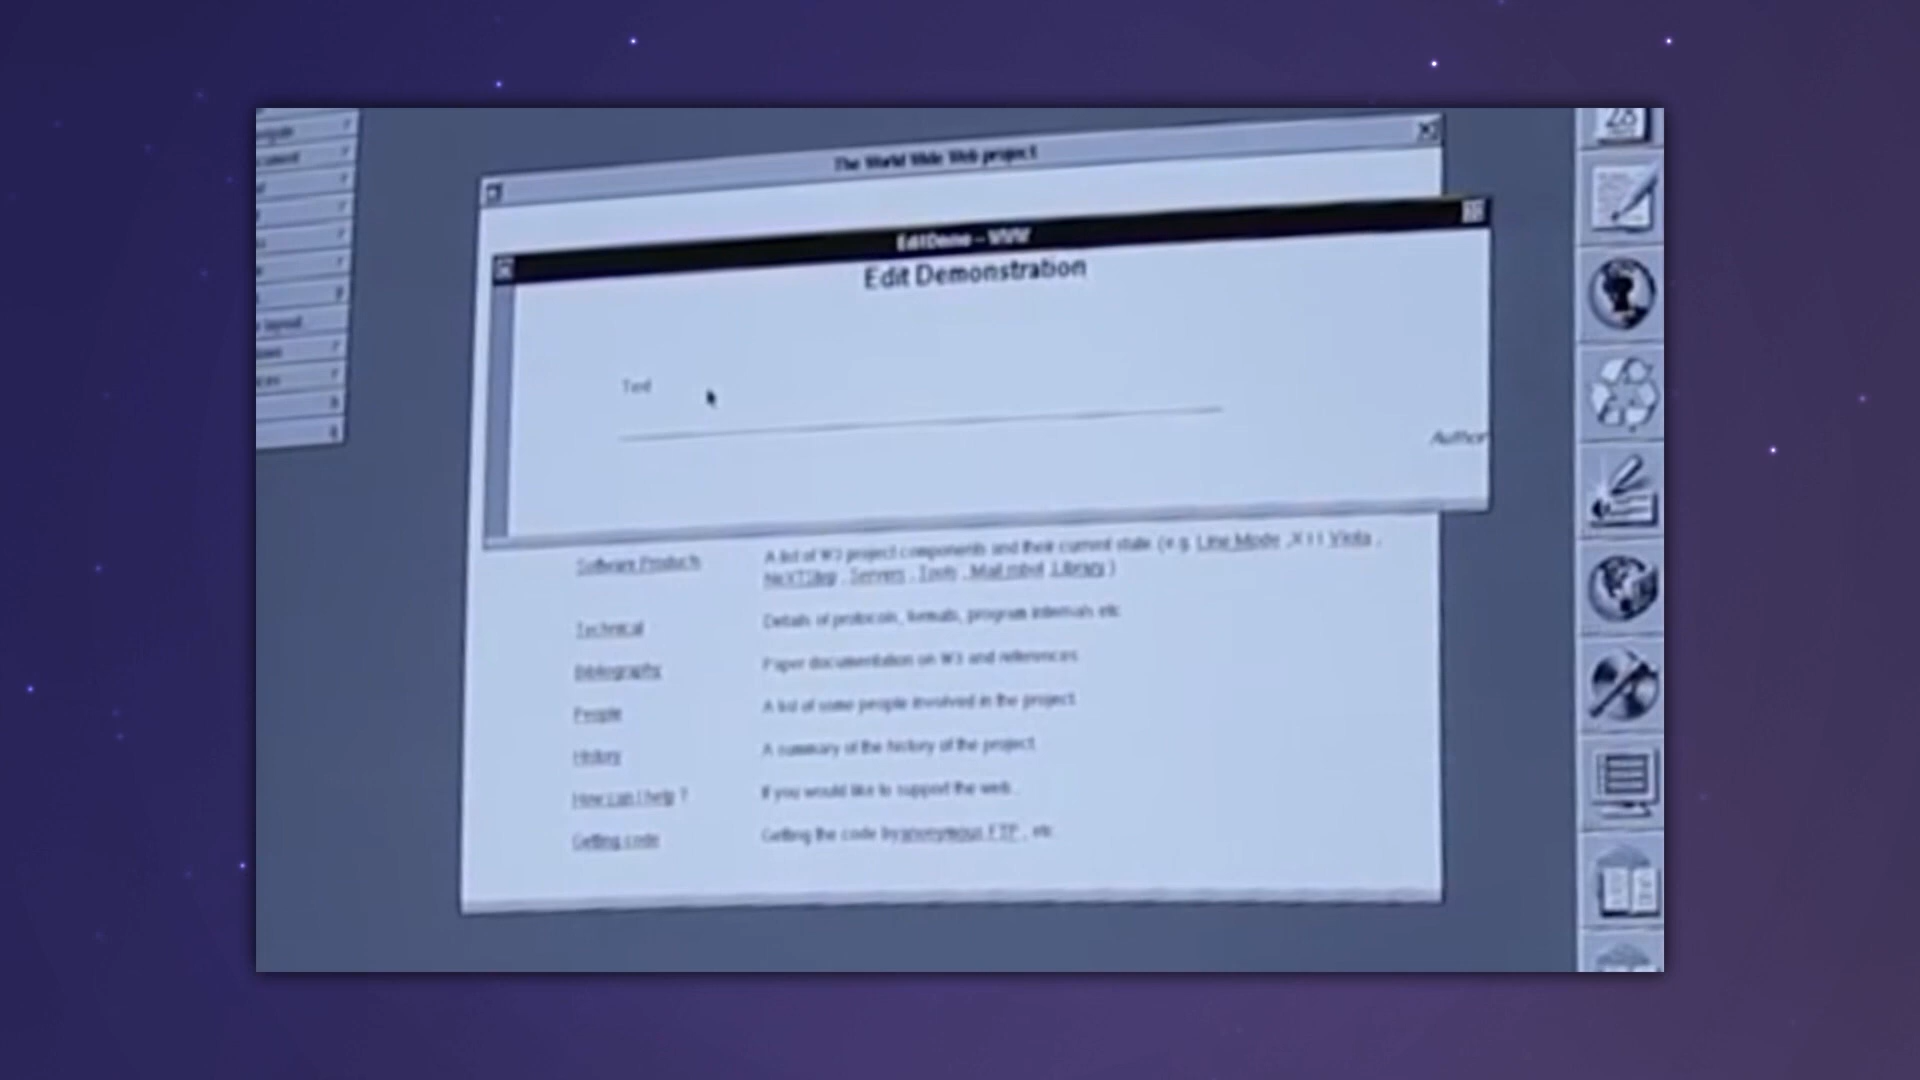 28
The World Wide Web project
EditDemo - WWW
Edit Demonstration
Text
Author
Software Products
A list of W3 project components and their current state. (e.g. Line Mode ,X11 Viola ,
NeXTStep , Servers , Tools , Mail robot ,Library )
Technical
Details of protocols, formats, program internals etc
Bibliography
Paper documentation on W3 and references.
People
A list of some people involved in the project.
History
A summary of the history of the project.
How can I help ?
If you would like to support the web..
Getting code
Getting the code by anonymous FTP , etc.